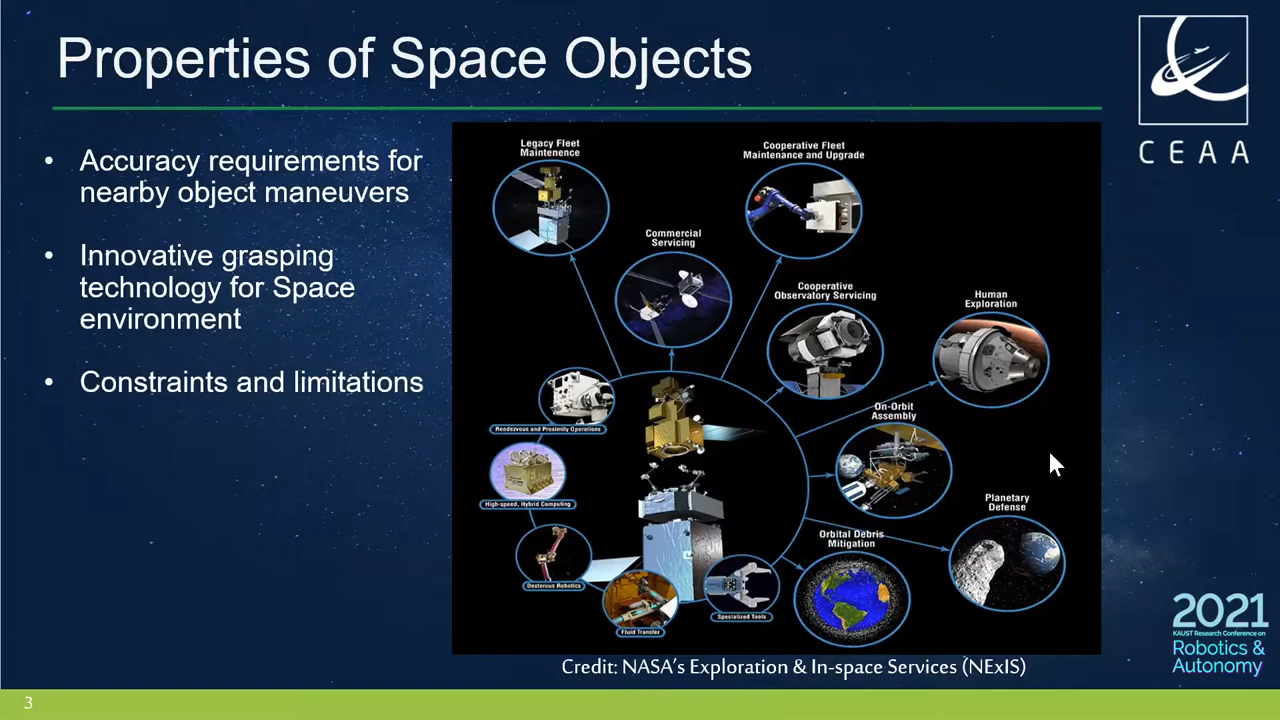 Properties of Space Objects
CEAA
• Accuracy requirements for
nearby object maneuvers
• Innovative grasping
technology for Space
environment
• Constraints and limitations
Legacy Fleet
Maintenence
Cooperative Fleet
Maintenance and Upgrade
Commercial
Servicing
Cooperative
Observatory Servicing
Human
Exploration
On-Orbit
Assembly
Rendezvous and Proximity Operations
High-speed, Hybrid Computing
Planetary
Defense
Orbital Debris
Mitigation
Dexterous Robotics
Specialized Tools
Fluid Transfer
Credit: NASA's Exploration & In-space Services (NExIS)
2021
KAUST Research Conference on
Robotics &
Autonomy
3